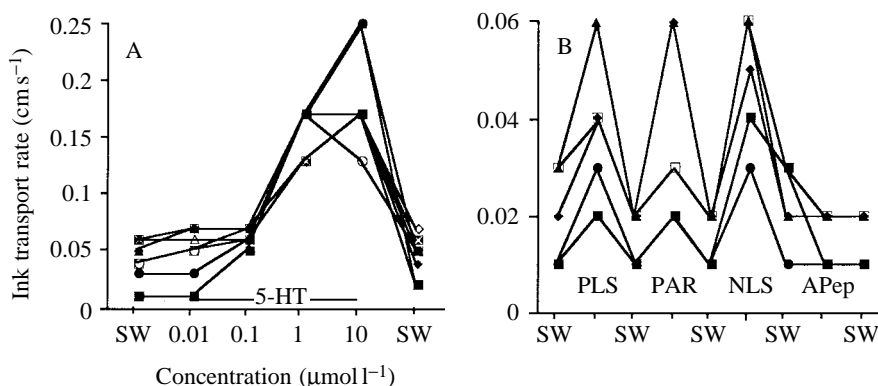 0.25
0.2
0.15
0.1
0.05
0
A
Ink transport rate (cm s⁻¹)
5-HT
SW 0.01 0.1 1 10 SW
Concentration (μmol l⁻¹)
0.06
0.04
0.02
0
B
PLS PAR NLS APep
SW SW SW SW SW